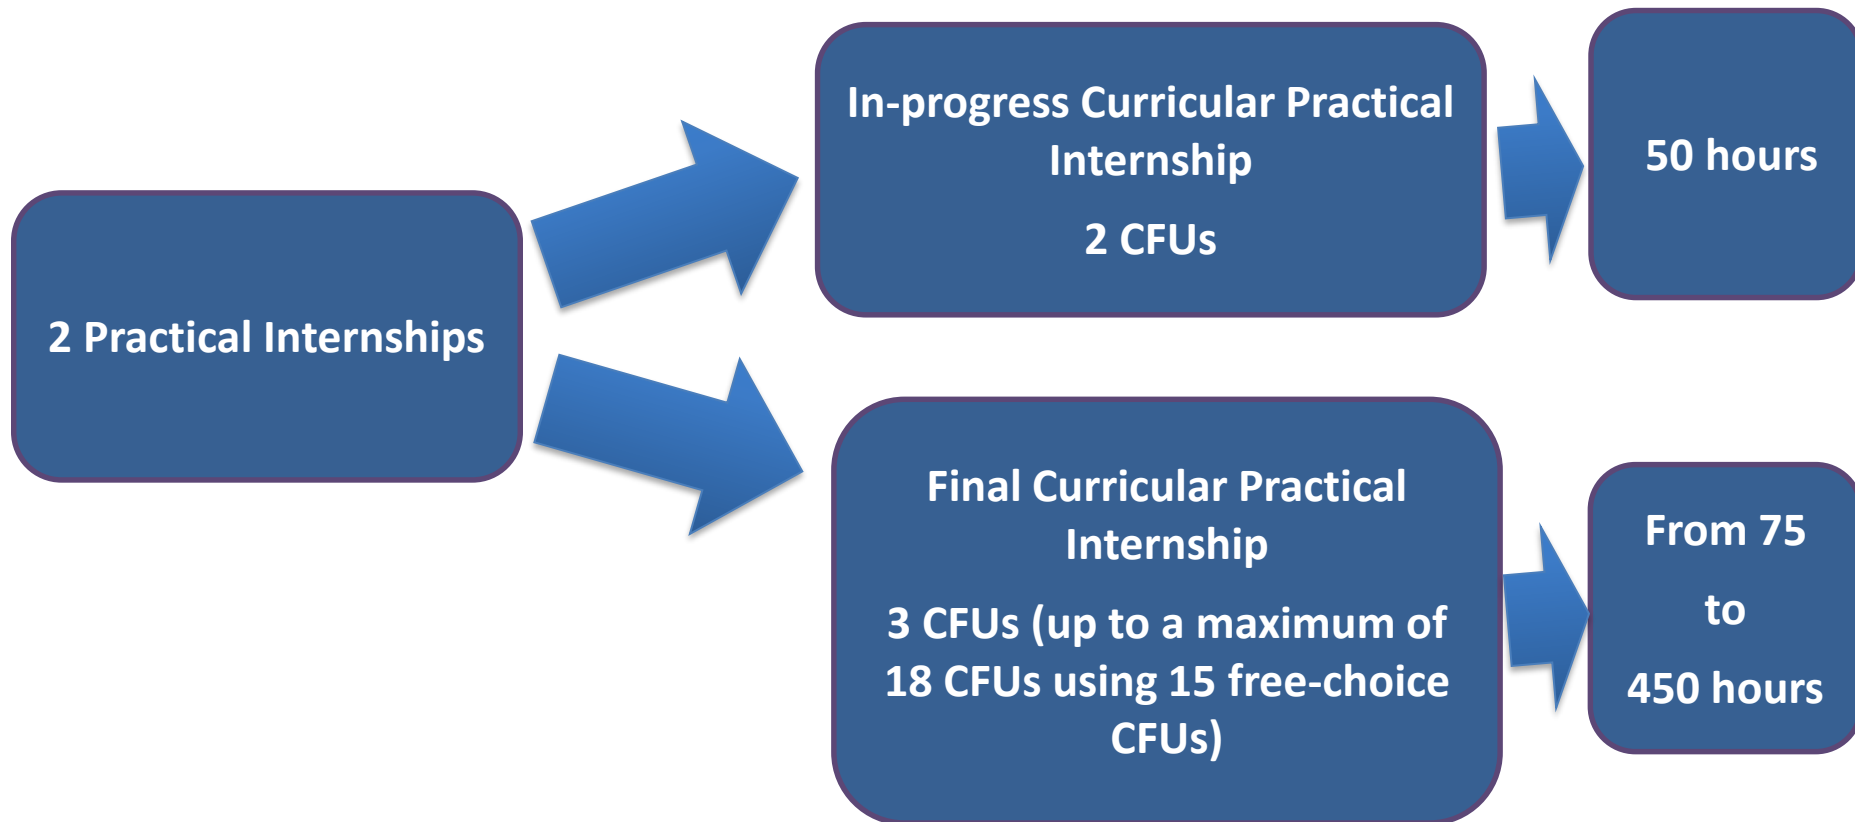 2 Practical Internships
In-progress Curricular Practical
Internship
2 CFUs
50 hours
Final Curricular Practical
Internship
3 CFUs (up to a maximum of
18 CFUs using 15 free-choice
CFUs)
From 75
to
450 hours